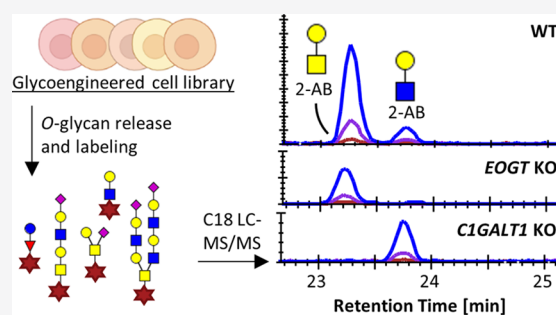 Glycoengineered cell library
O-glycan release
and labeling
C18 LC-
MS/MS
2-AB
2-AB
WT
EOGT KO
C1GALT1 KO
23
24
25
Retention Time [min]